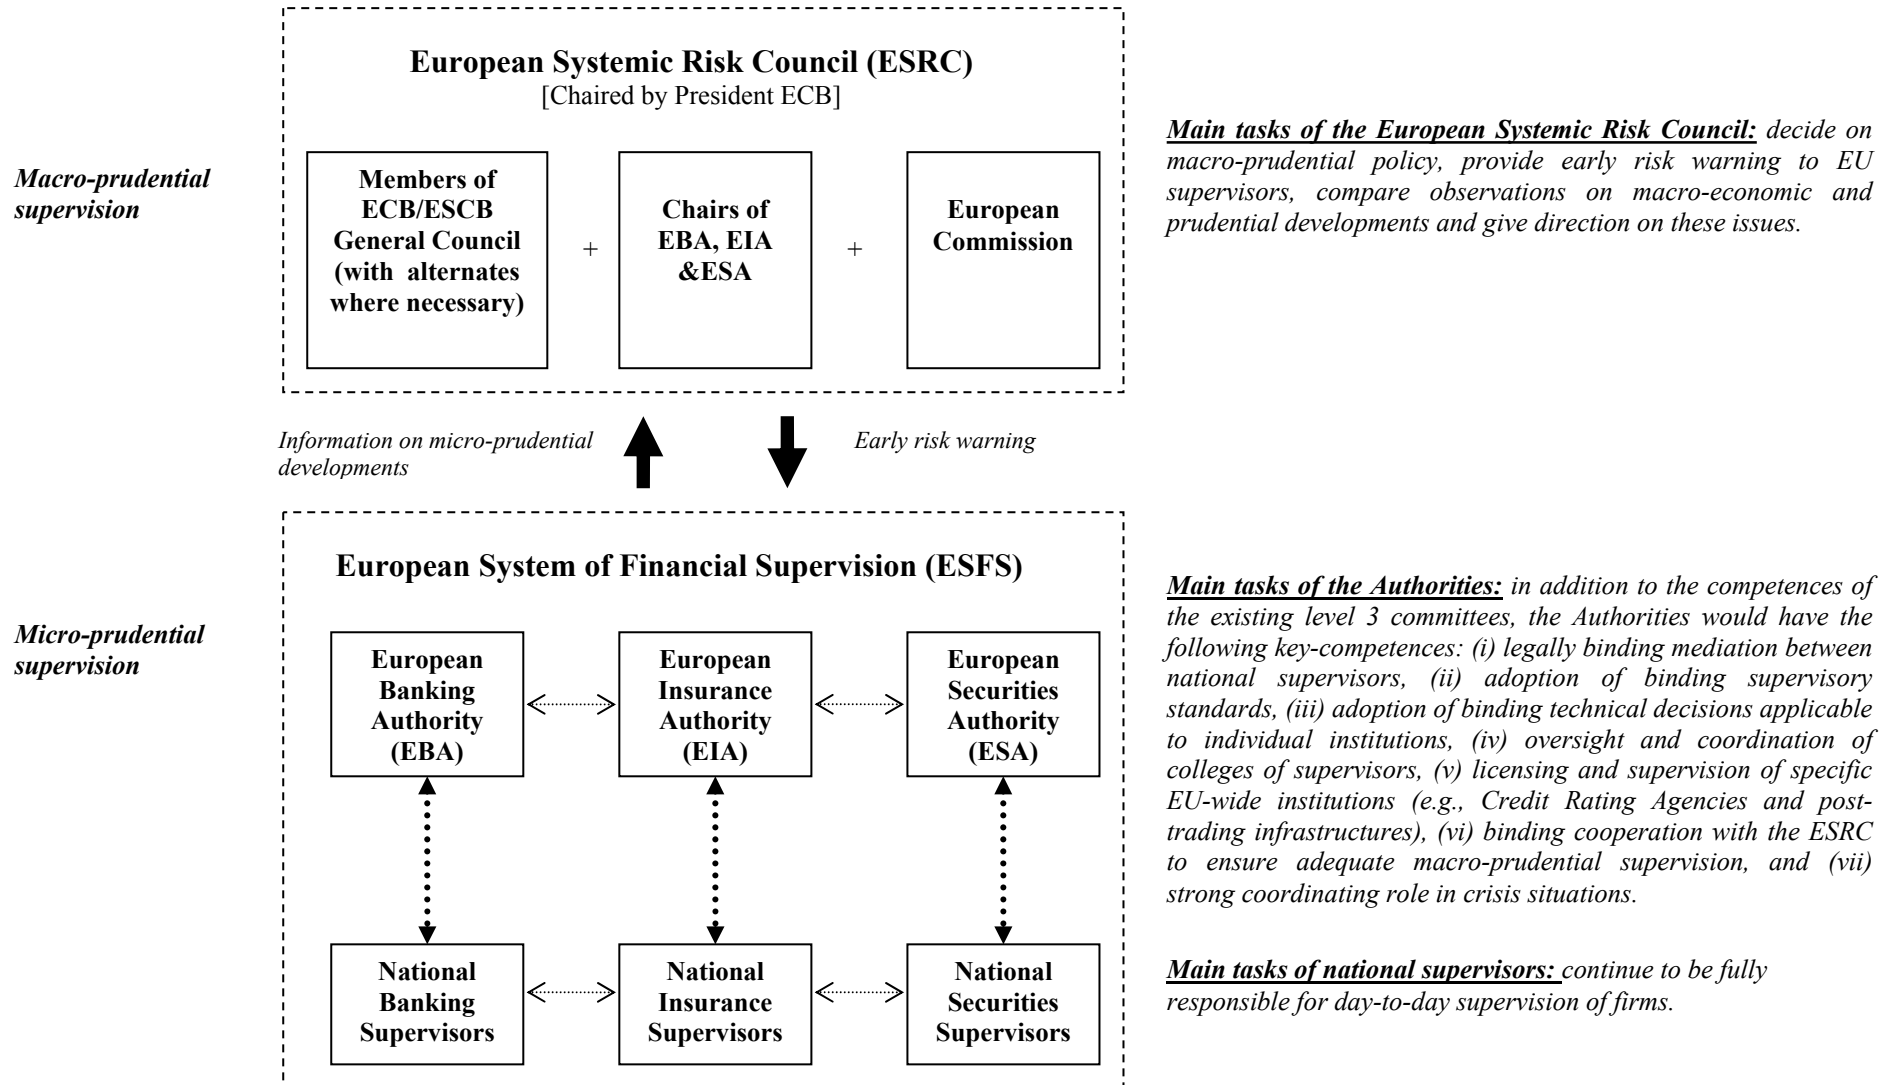 European Systemic Risk Council (ESRC)
[Chaired by President ECB]
Macro-prudential
supervision
Members of
ECB/ESCB
General Council
(with alternates
where necessary)
+
Chairs of
EBA, EIA
&ESA
+
European
Commission
Main tasks of the European Systemic Risk Council: decide on
macro-prudential policy, provide early risk warning to EU
supervisors, compare observations on macro-economic and
prudential developments and give direction on these issues.
Information on micro-prudential
developments
Early risk warning
European System of Financial Supervision (ESFS)
Micro-prudential
supervision
European
Banking
Authority
(EBA)
European
Insurance
Authority
(EIA)
European
Securities
Authority
(ESA)
Main tasks of the Authorities: in addition to the competences of
the existing level 3 committees, the Authorities would have the
following key-competences: (i) legally binding mediation between
national supervisors, (ii) adoption of binding supervisory
standards, (iii) adoption of binding technical decisions applicable
to individual institutions, (iv) oversight and coordination of
colleges of supervisors, (v) licensing and supervision of specific
EU-wide institutions (e.g., Credit Rating Agencies and post-
trading infrastructures), (vi) binding cooperation with the ESRC
to ensure adequate macro-prudential supervision, and (vii)
strong coordinating role in crisis situations.
National
Banking
Supervisors
National
Insurance
Supervisors
National
Securities
Supervisors
Main tasks of national supervisors: continue to be fully
responsible for day-to-day supervision of firms.